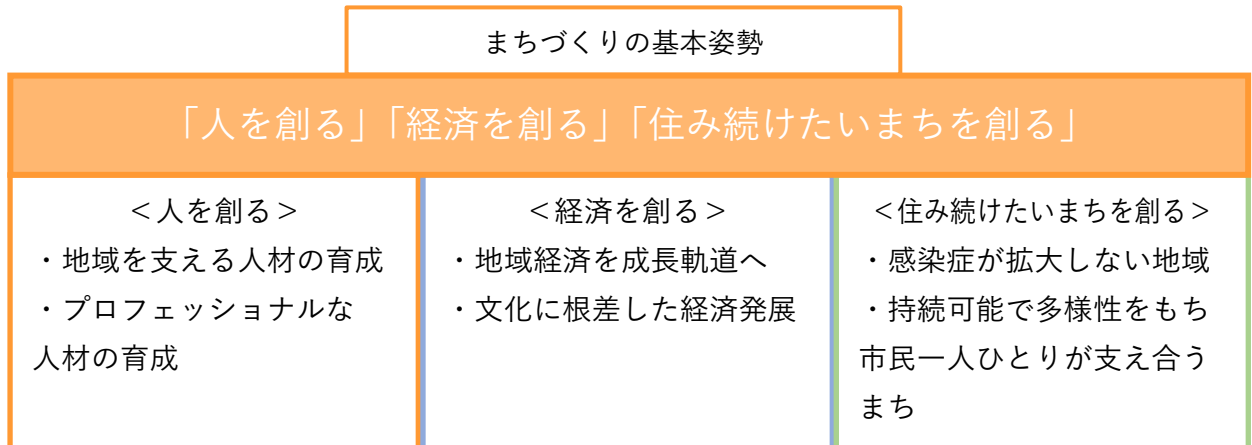 まちづくりの基本姿勢
「人を創る」「経済を創る」「住み続けたいまちを創る」
＜人を創る＞
・地域を支える人材の育成
・プロフェッショナルな
人材の育成
＜経済を創る＞
・地域経済を成長軌道へ
・文化に根差した経済発展
＜住み続けたいまちを創る＞
・感染症が拡大しない地域
・持続可能で多様性をもち
市民一人ひとりが支え合う
まち